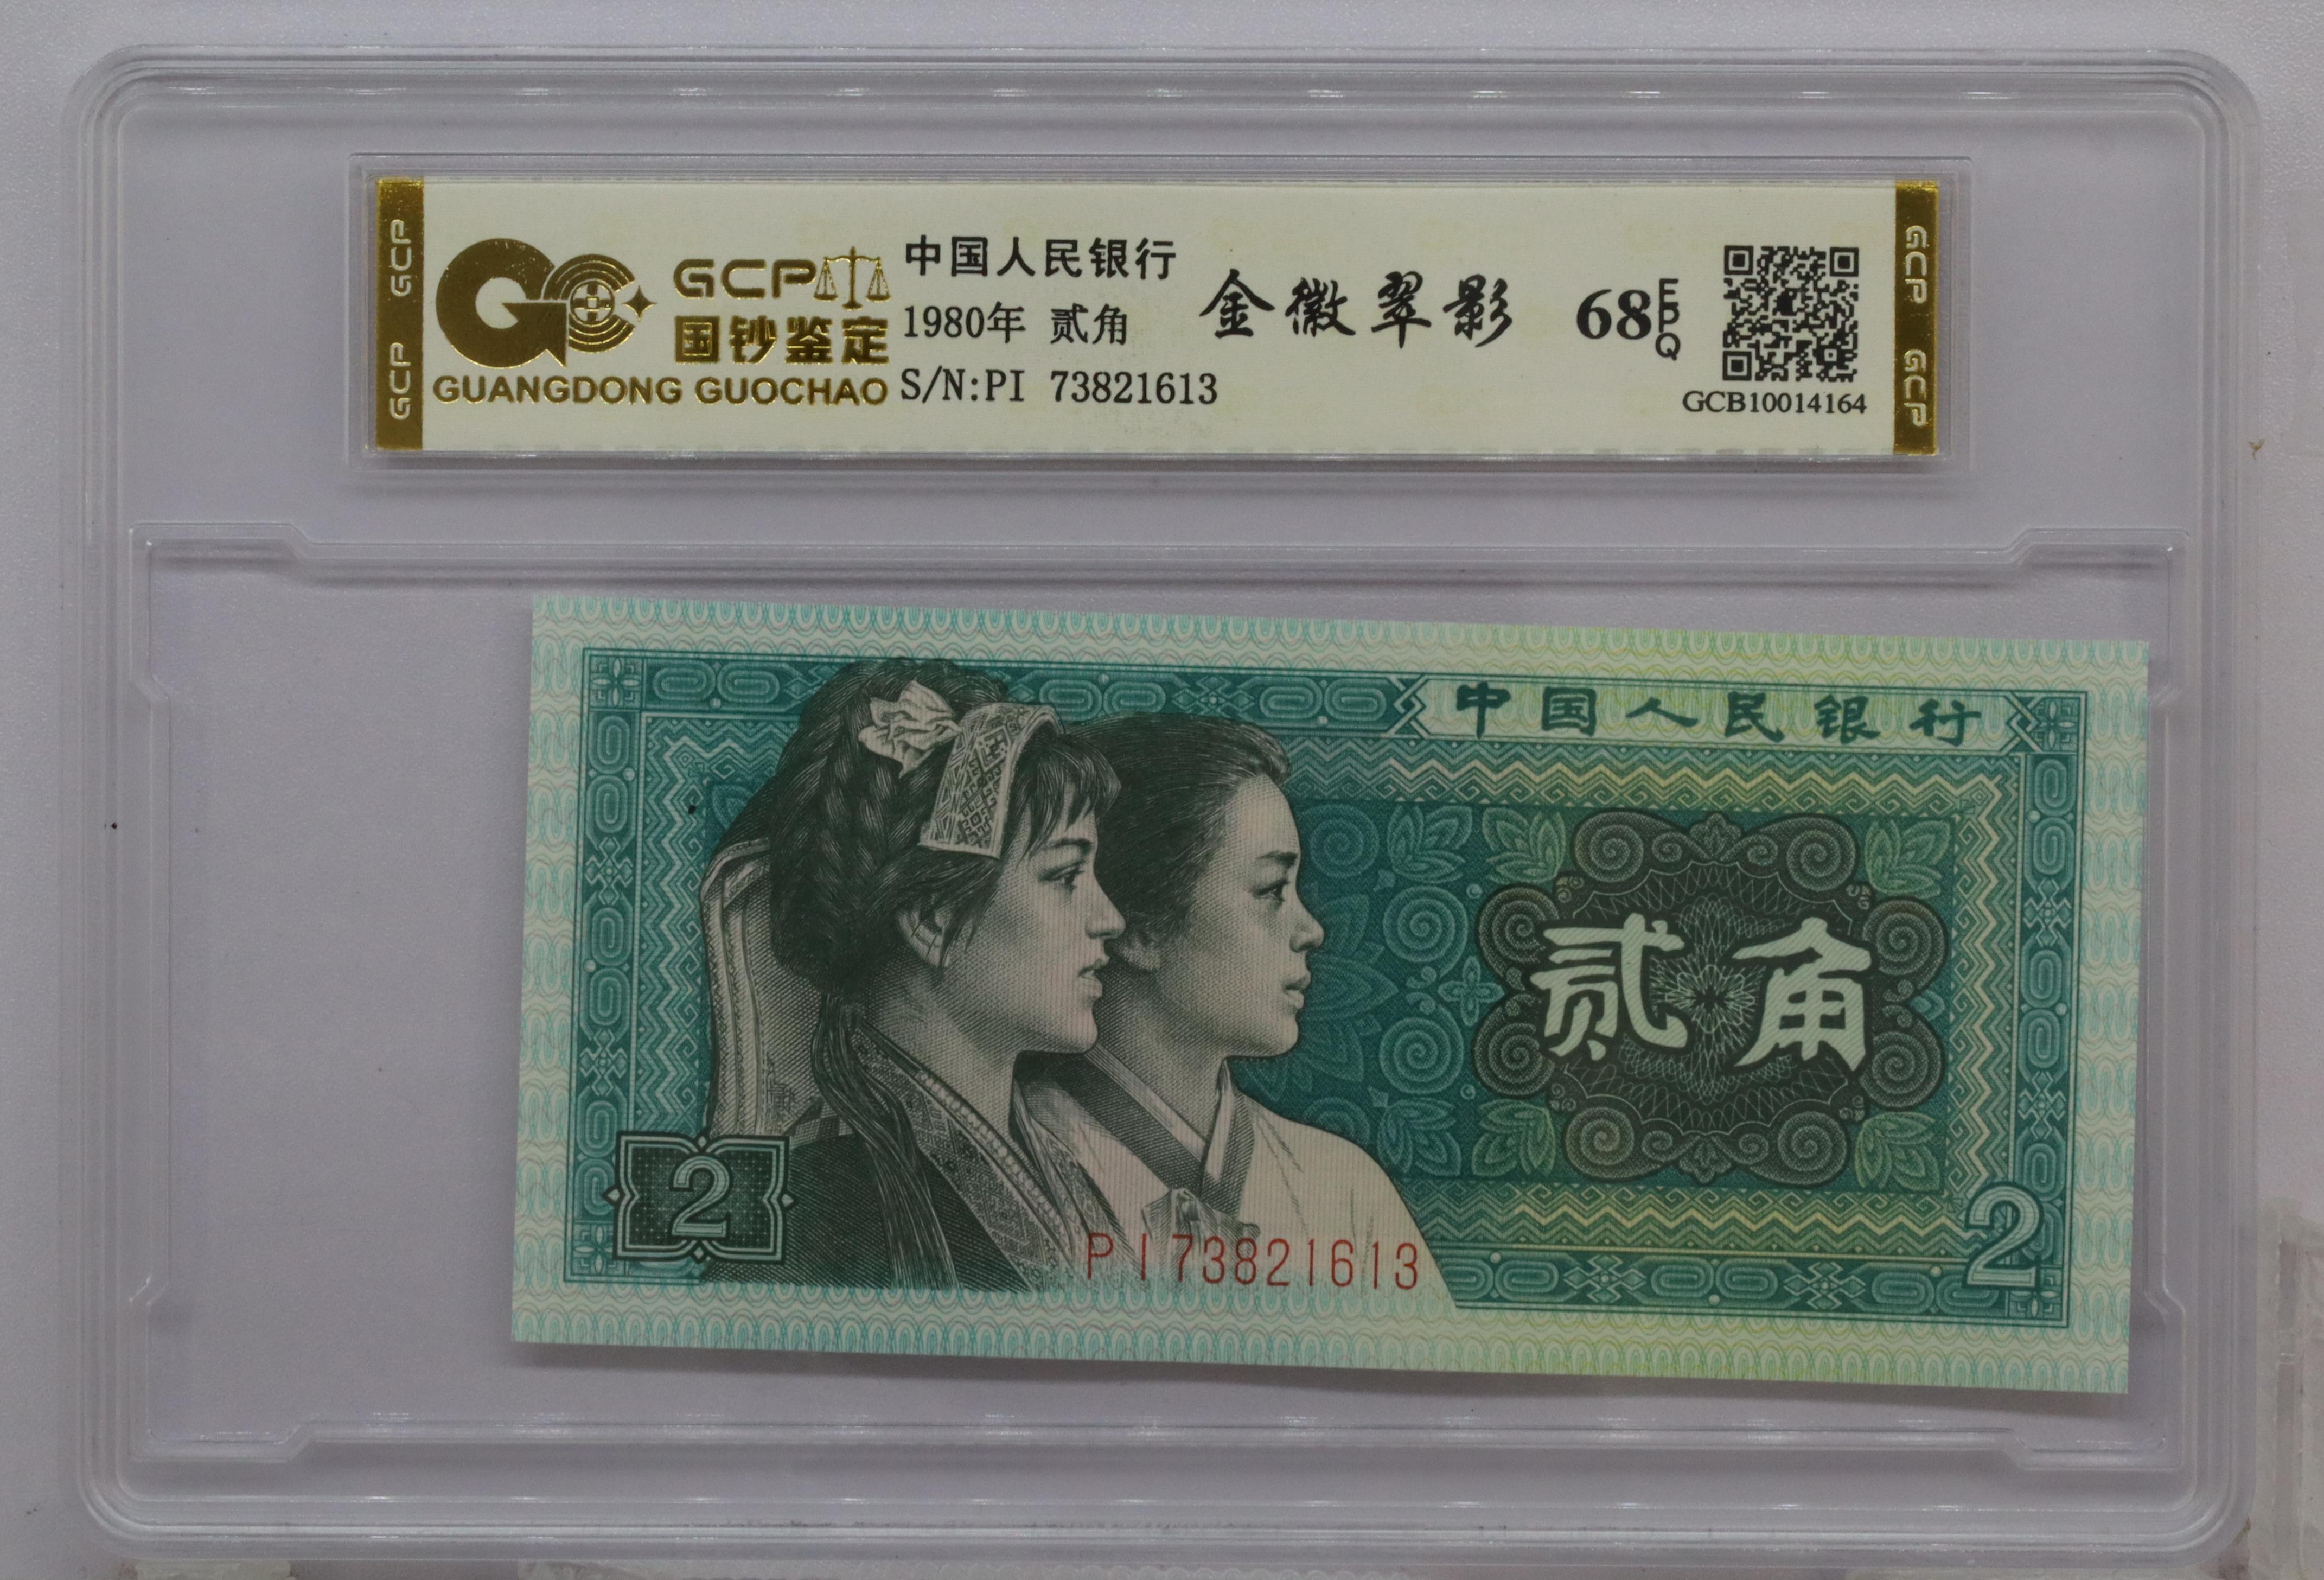 GCP GCP
GCP
国钞鉴定
GUANGDONG GUOCHAO
中国人民银行
1980年 贰角
S/N:PI 73821613
金徽翠影
68 EPQ
GCB10014164
GCP GCP
中国人民银行
贰角
2
PI73821613
2